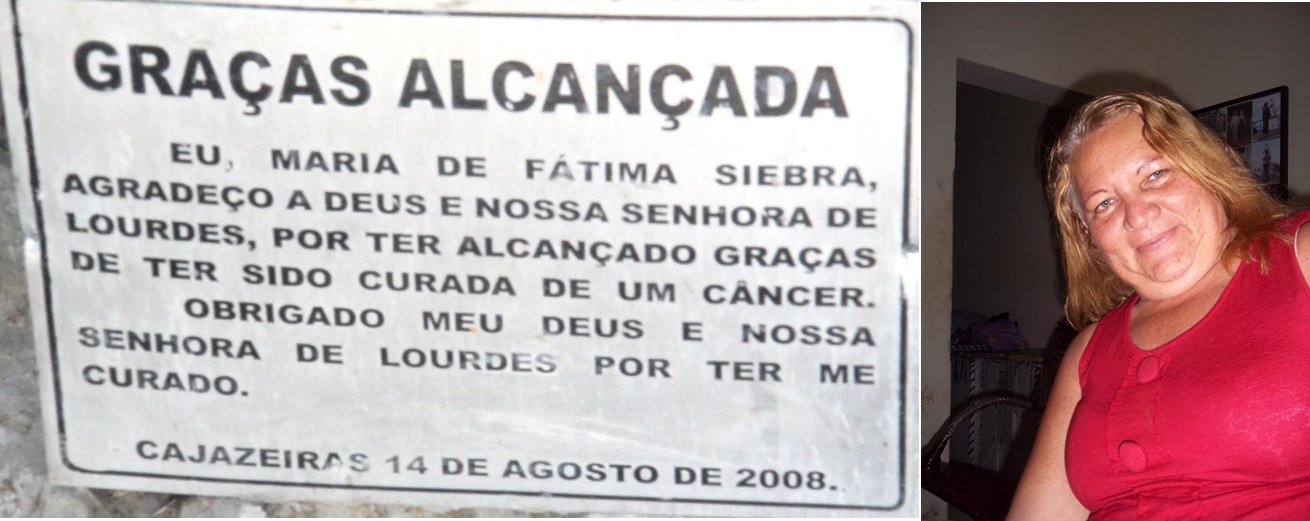 GRAÇAS ALCANÇADA
EU, MARIA DE FÁTIMA SIEBRA,
AGRADEÇO A DEUS E NOSSA SENHORA DE
LOURDES, POR TER ALCANÇADO GRAÇAS
DE TER SIDO CURADA DE UM CÂNCER.
OBRIGADO MEU DEUS E NOSSA
SENHORA DE LOURDES POR TER ME
CURADO.
CAJAZEIRAS 14 DE AGOSTO DE 2008..